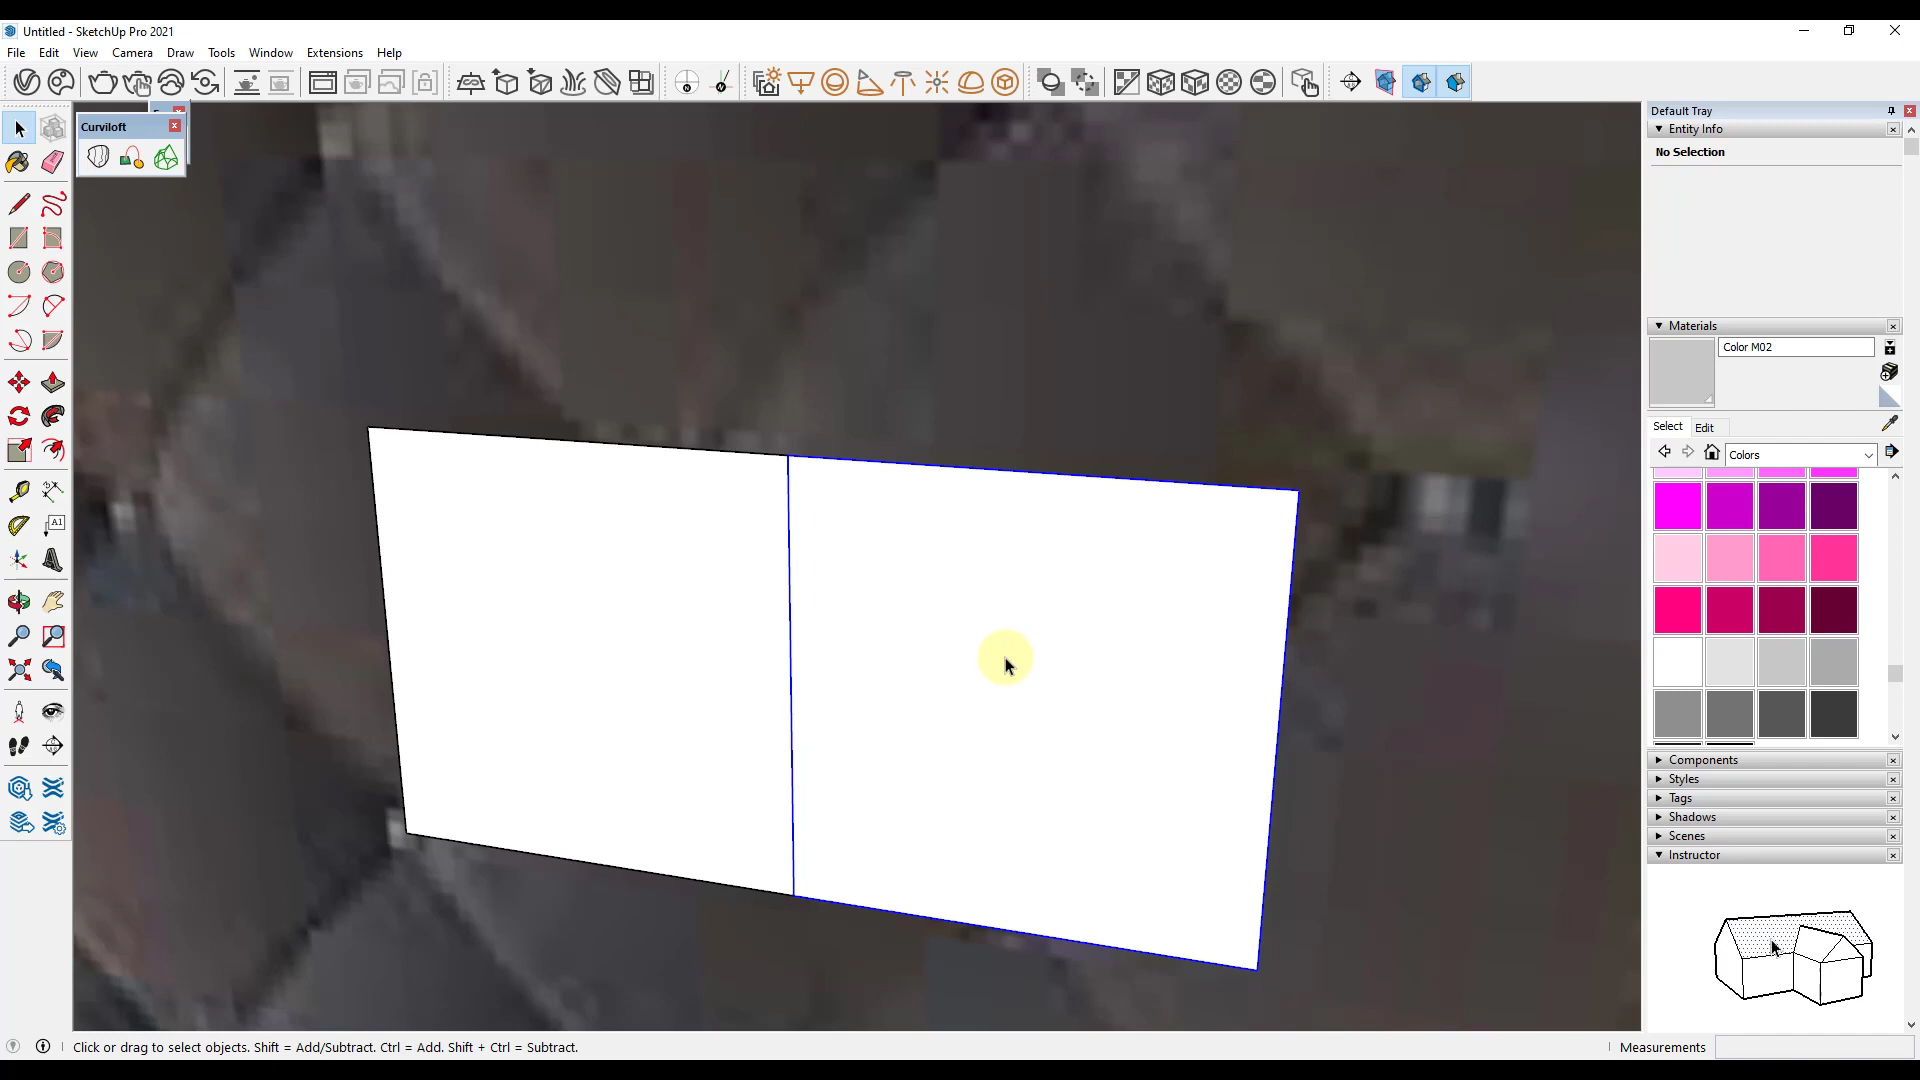 Untitled - SketchUp Pro 2021
File Edit View Camera Draw Tools Window Extensions Help
Default Tray
Curviloft
Entity Info
No Selection
Materials
Color M02
Select Edit
Colors
A1
Components
Styles
Tags
Shadows
Scenes
Instructor
Click or drag to select objects. Shift = Add/Subtract. Ctrl = Add. Shift + Ctrl = Subtract.
Measurements